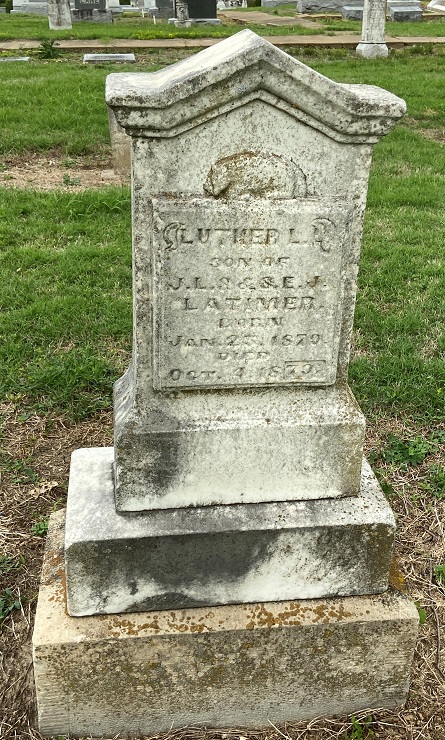 LUTHER L.
SON OF
J. L. C. & S. E. J.
LATIMER.
BORN
JAN. 25. 1879.
DIED
OCT. 4. 1879.